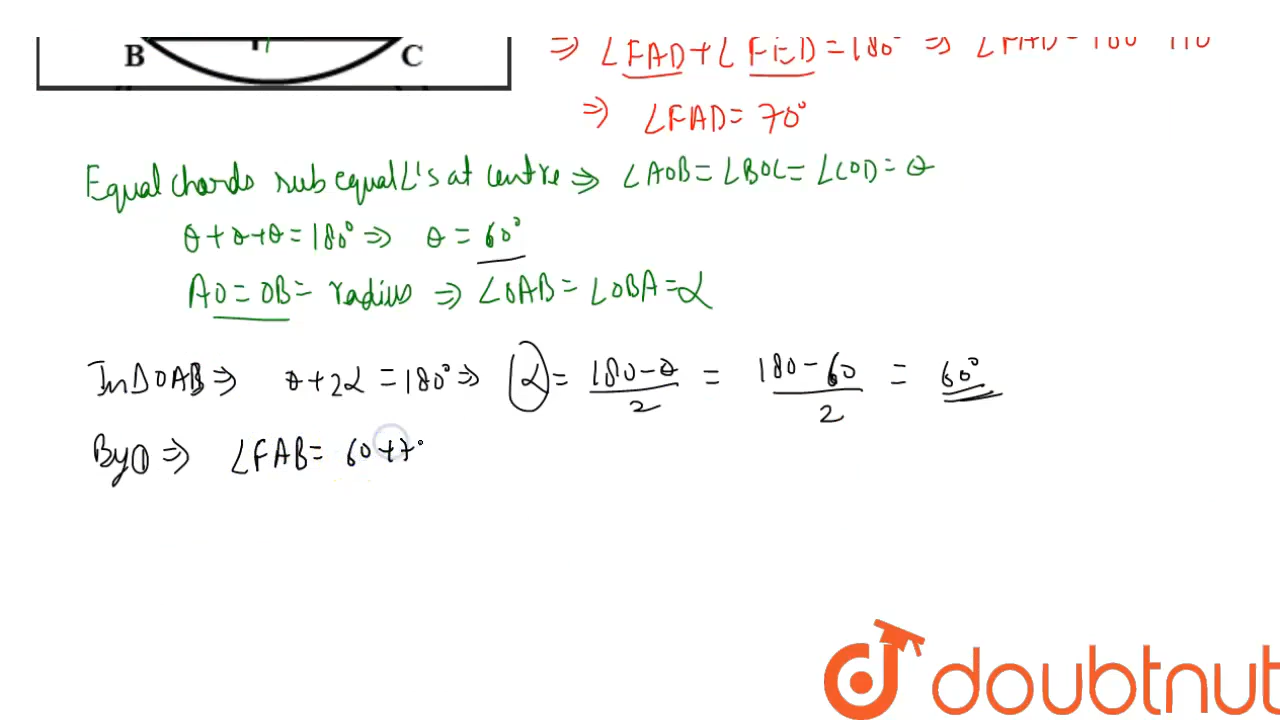 B
C
⇒ ∠FAD + ∠FED = 180° ⇒ ∠FAD = 180 - 110
⇒ ∠FAD = 70°
Equal chords sub equal ∠'s at centre ⇒ ∠AOB = ∠BOC = ∠COD = θ
θ + θ + θ = 180° ⇒ θ = 60°
AO = OB = radius ⇒ ∠OAB = ∠OBA = α
In Δ OAB ⇒ θ + 2α = 180° ⇒ α = (180 - θ)/2 = (180 - 60)/2 = 60°
By ① ⇒ ∠FAB = 60 + 7
doubtnut